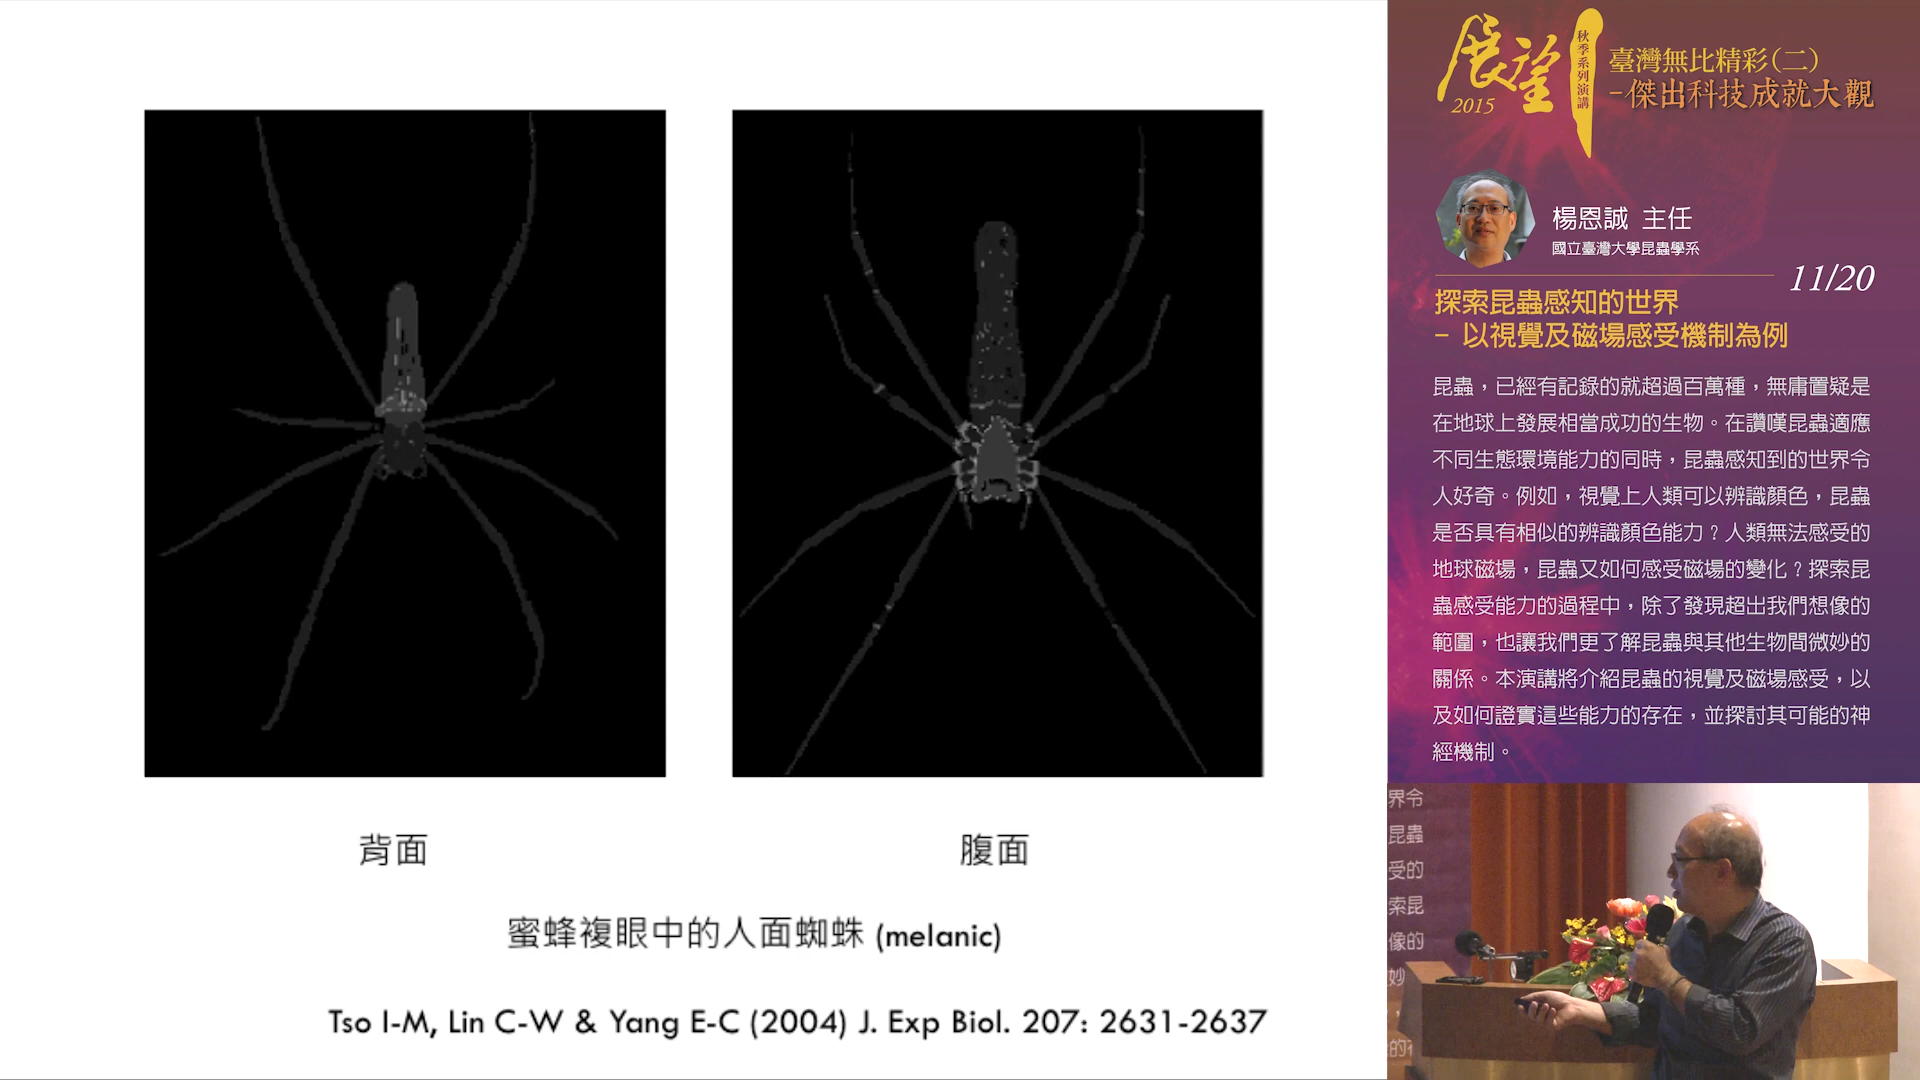 背面
腹面
蜜蜂複眼中的人面蜘蛛 (melanic)
Tso I-M, Lin C-W & Yang E-C (2004) J. Exp Biol. 207: 2631-2637
展望
2015
秋季系列演講
臺灣無比精彩(二)
-傑出科技成就大觀
楊恩誠 主任
國立臺灣大學昆蟲學系
11/20
探索昆蟲感知的世界
- 以視覺及磁場感受機制為例
昆蟲,已經有記錄的就超過百萬種,無庸置疑是
在地球上發展相當成功的生物。在讚嘆昆蟲適應
不同生態環境能力的同時,昆蟲感知到的世界令
人好奇。例如,視覺上人類可以辨識顏色,昆蟲
是否具有相似的辨識顏色能力?人類無法感受的
地球磁場,昆蟲又如何感受磁場的變化?探索昆
蟲感受能力的過程中,除了發現超出我們想像的
範圍,也讓我們更了解昆蟲與其他生物間微妙的
關係。本演講將介紹昆蟲的視覺及磁場感受,以
及如何證實這些能力的存在,並探討其可能的神
經機制。
界令
昆蟲
受的
索昆
像的
妙